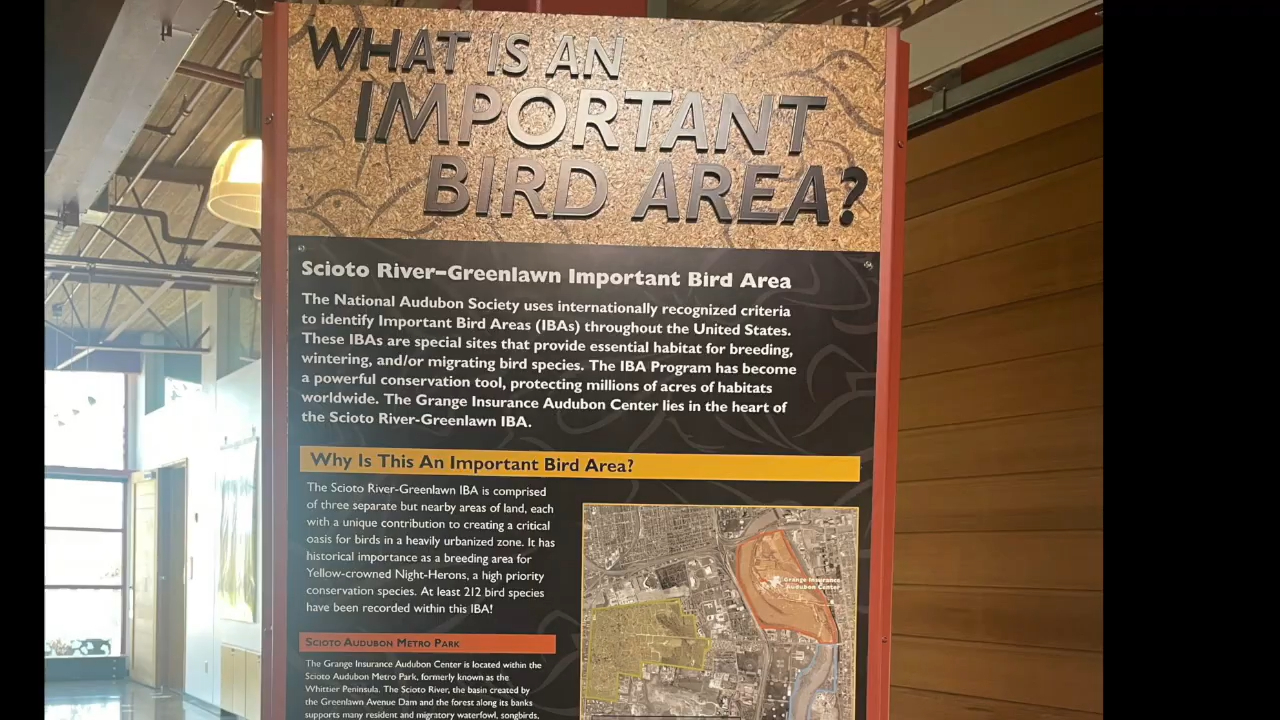 WHAT IS AN
IMPORTANT
BIRD AREA?
Scioto River–Greenlawn Important Bird Area
The National Audubon Society uses internationally recognized criteria
to identify Important Bird Areas (IBAs) throughout the United States.
These IBAs are special sites that provide essential habitat for breeding,
wintering, and/or migrating bird species. The IBA Program has become
a powerful conservation tool, protecting millions of acres of habitats
worldwide. The Grange Insurance Audubon Center lies in the heart of
the Scioto River-Greenlawn IBA.
Why Is This An Important Bird Area?
The Scioto River-Greenlawn IBA is comprised
of three separate but nearby areas of land, each
with a unique contribution to creating a critical
oasis for birds in a heavily urbanized zone. It has
historical importance as a breeding area for
Yellow-crowned Night-Herons, a high priority
conservation species. At least 212 bird species
have been recorded within this IBA!
Grange Insurance
Audubon Center
Scioto Audubon Metro Park
The Grange Insurance Audubon Center is located within the
Scioto Audubon Metro Park, formerly known as the
Whittier Peninsula. The Scioto River, the basin created by
the Greenlawn Avenue Dam and the forest along its banks
supports many resident and migratory waterfowl, songbirds,